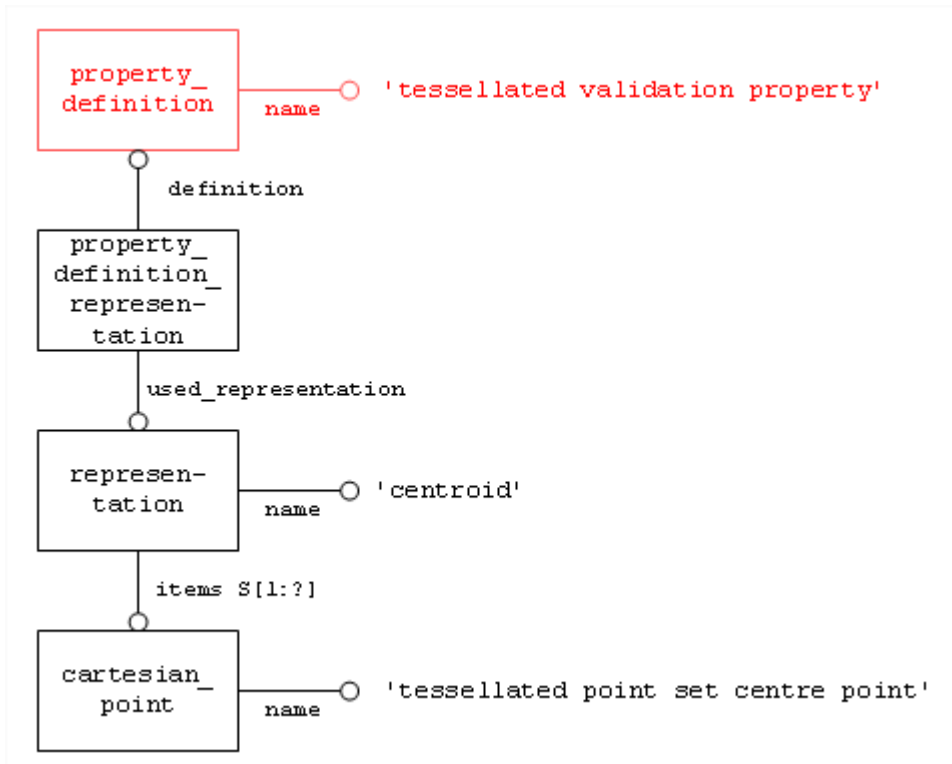 property_
definition
name
'tessellated validation property'
definition
property_
definition_
represen-
tation
used_representation
represen-
tation
name
'centroid'
items S[1:?]
cartesian_
point
name
'tessellated point set centre point'